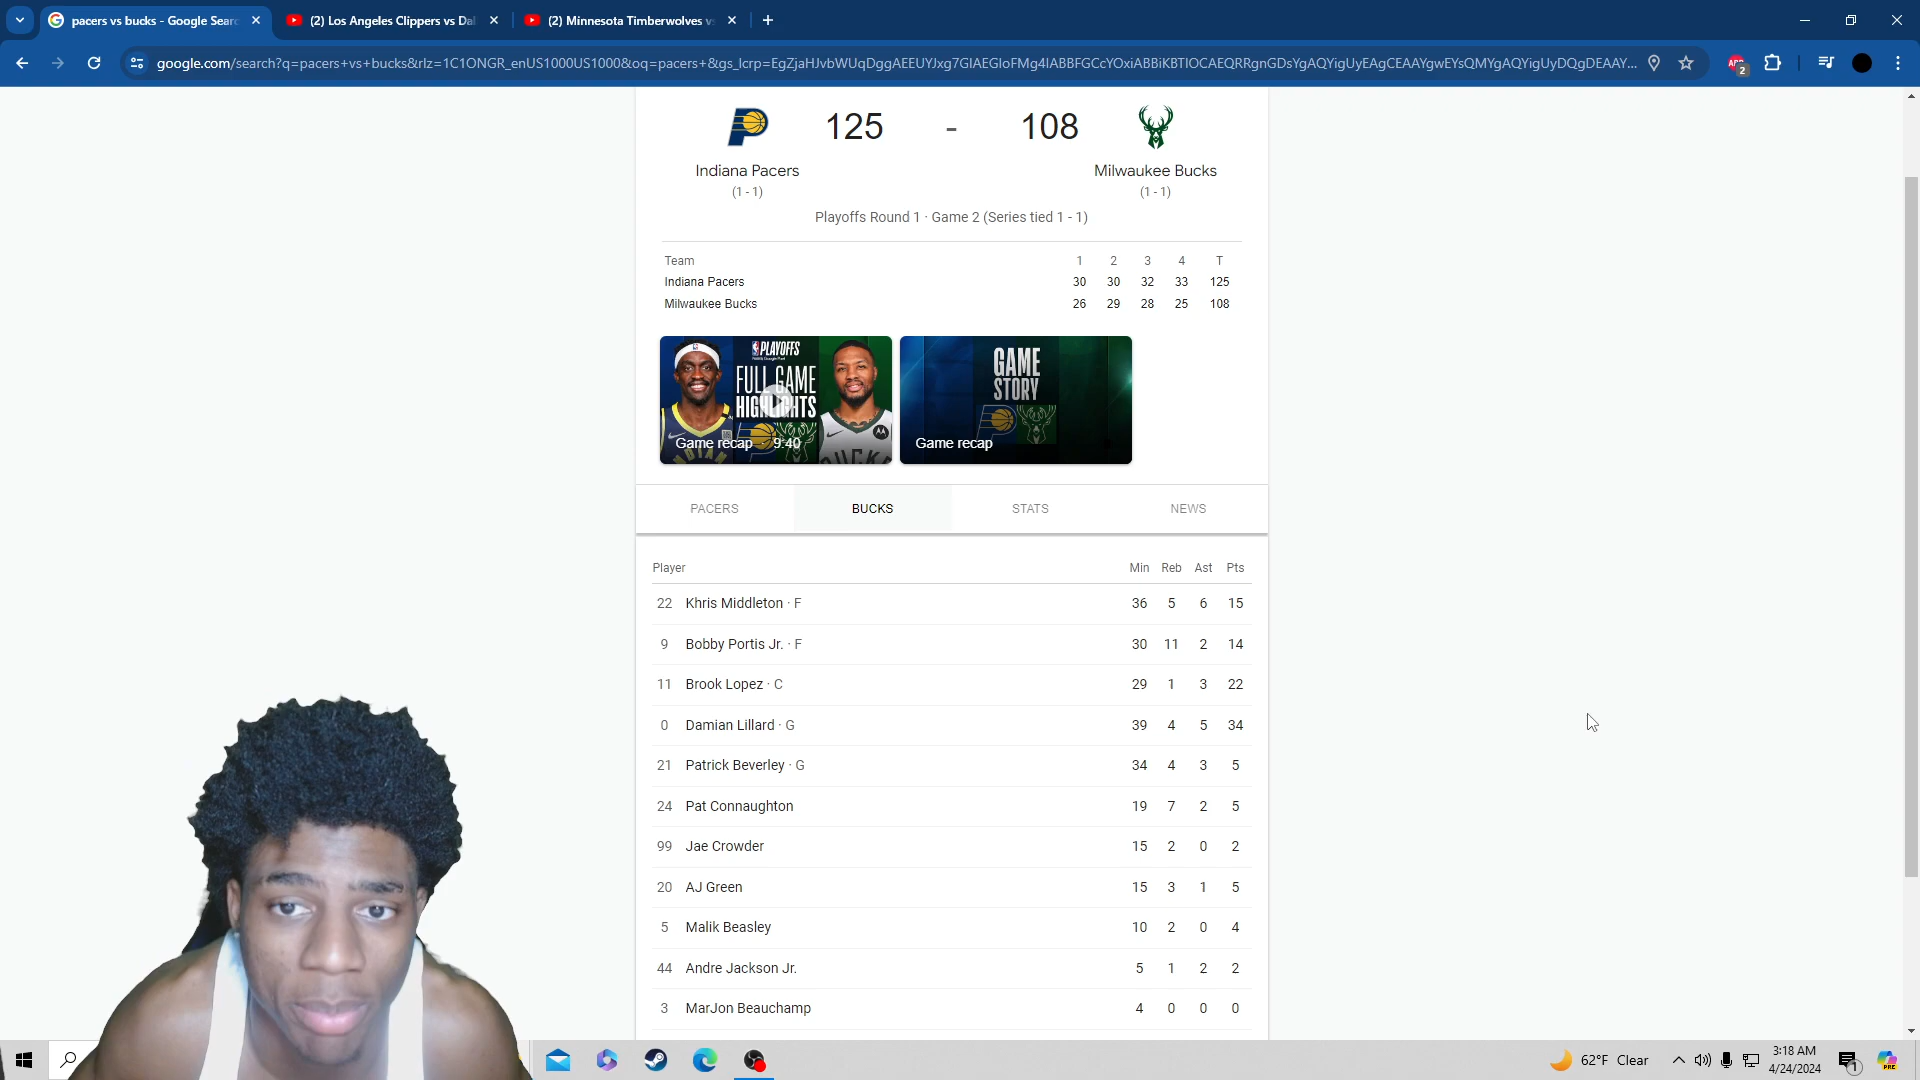 pacers vs bucks - Google Sear
(2) Los Angeles Clippers vs Dal
(2) Minnesota Timberwolves vs
google.com/search?q=pacers+vs+bucks&rlz=1C1ONGR_enUS1000US1000&oq=pacers+&gs_lcrp=EgZjaHJvbWUqDggAEEUYJxg7GIAEGIoFMg4IABBFGCcYOxiABBiKBTIOCAEQRRgnGDsYgAQYigUyEAgCEAAYgwEYsQMYgAQYigUyDQgDEAAY...
2
125 - 108
Indiana Pacers Milwaukee Bucks
(1 - 1) (1 - 1)
Playoffs Round 1 · Game 2 (Series tied 1 - 1)
Team 1 2 3 4 T
Indiana Pacers 30 30 32 33 125
Milwaukee Bucks 26 29 28 25 108
PLAYOFFS
FULL GAME
HIGHLIGHTS
Game recap · 9:40
GAME
STORY
Game recap
PACERS BUCKS STATS NEWS
Player Min Reb Ast Pts
22 Khris Middleton · F 36 5 6 15
9 Bobby Portis Jr. · F 30 11 2 14
11 Brook Lopez · C 29 1 3 22
0 Damian Lillard · G 39 4 5 34
21 Patrick Beverley · G 34 4 3 5
24 Pat Connaughton 19 7 2 5
99 Jae Crowder 15 2 0 2
20 AJ Green 15 3 1 5
5 Malik Beasley 10 2 0 4
44 Andre Jackson Jr. 5 1 2 2
3 MarJon Beauchamp 4 0 0 0
62°F Clear
3:18 AM
4/24/2024
1
PRE